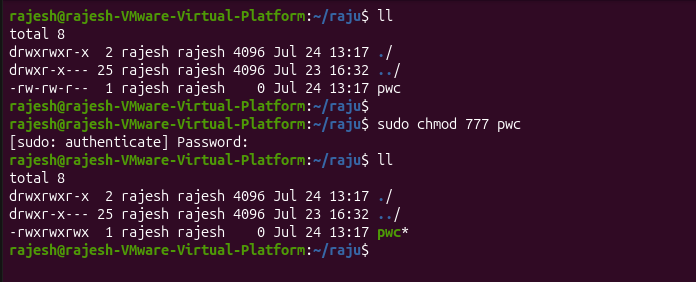 rajesh@rajesh-VMware-Virtual-Platform:~/raju$ ll
total 8
drwxrwxr-x  2 rajesh rajesh 4096 Jul 24 13:17 ./
drwxr-x--- 25 rajesh rajesh 4096 Jul 23 16:32 ../
-rw-rw-r--  1 rajesh rajesh    0 Jul 24 13:17 pwc
rajesh@rajesh-VMware-Virtual-Platform:~/raju$
rajesh@rajesh-VMware-Virtual-Platform:~/raju$ sudo chmod 777 pwc
[sudo: authenticate] Password:
rajesh@rajesh-VMware-Virtual-Platform:~/raju$ ll
total 8
drwxrwxr-x  2 rajesh rajesh 4096 Jul 24 13:17 ./
drwxr-x--- 25 rajesh rajesh 4096 Jul 23 16:32 ../
-rwxrwxrwx  1 rajesh rajesh    0 Jul 24 13:17 pwc*
rajesh@rajesh-VMware-Virtual-Platform:~/raju$